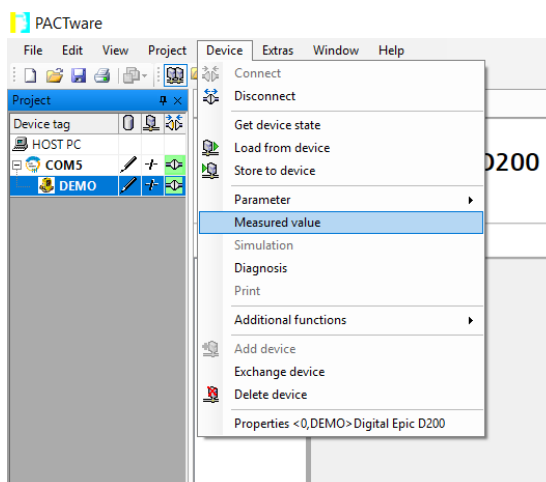 PACTware
File Edit View Project Device Extras Window Help
Project
Device tag
HOST PC
COM5
DEMO
Connect
Disconnect
Get device state
Load from device
Store to device
Parameter
Measured value
Simulation
Diagnosis
Print
Additional functions
Add device
Exchange device
Delete device
Properties <0,DEMO>Digital Epic D200
D200